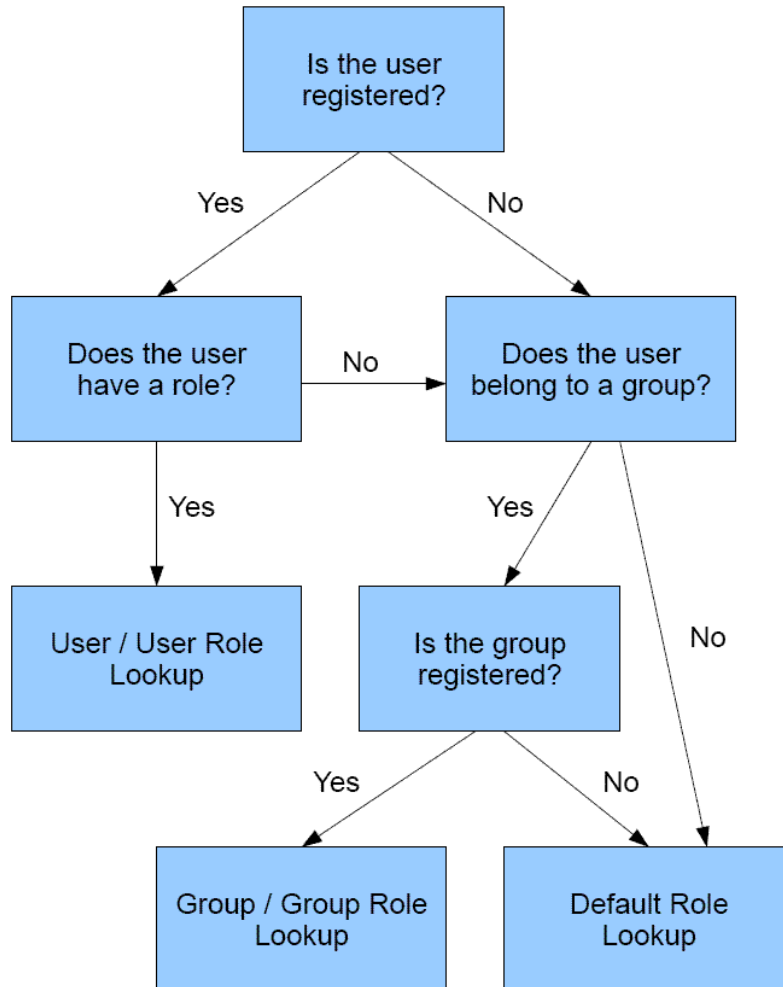 Is the user
registered?
Yes
No
Does the user
have a role?
No
Does the user
belong to a group?
Yes
Yes
No
User / User Role
Lookup
Is the group
registered?
Yes
No
Group / Group Role
Lookup
Default Role
Lookup